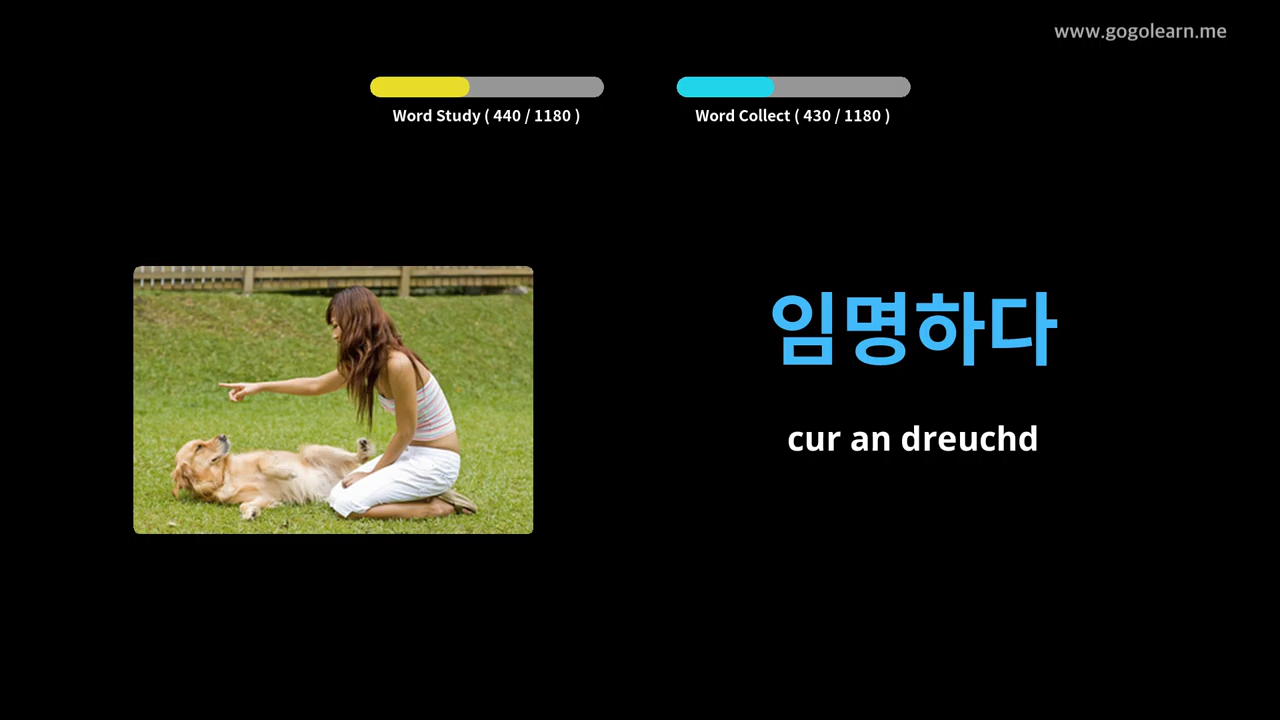 www.gogolearn.me
Word Study ( 440 / 1180 )
Word Collect ( 430 / 1180 )
임명하다
cur an dreuchd